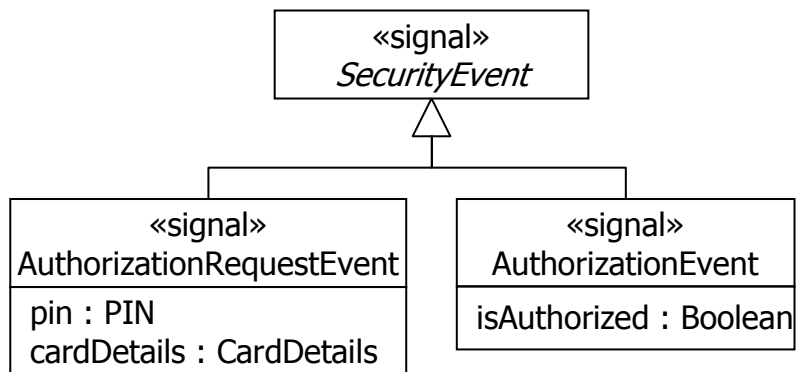 «signal»
SecurityEvent
«signal»
AuthorizationRequestEvent
pin : PIN
cardDetails : CardDetails
«signal»
AuthorizationEvent
isAuthorized : Boolean